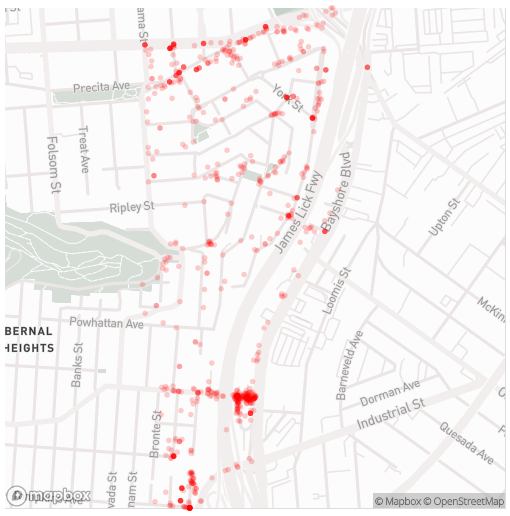 Precita Ave
York St
Treat Ave
Folsom St
Ripley St
James Lick Fwy
Bayshore Blvd
Upton St
Loomis St
McKin
Powhattan Ave
BERNAL
HEIGHTS
Banks St
Barneveld Ave
Dorman Ave
Industrial St
Quesada Ave
Bronte St
mapbox
© Mapbox © OpenStreetMap